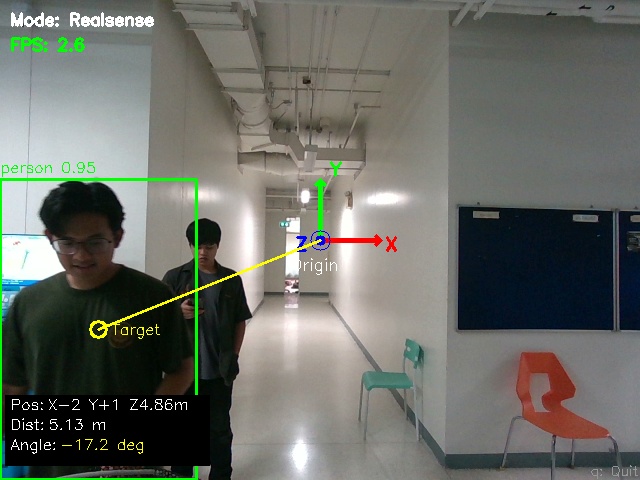 Mode: Realsense
FPS: 2.6
person 0.95
Y
Z
X
Origin
Target
Pos: X-2 Y+1 Z4.86m
Dist: 5.13 m
Angle: -17.2 deg
q: Quit